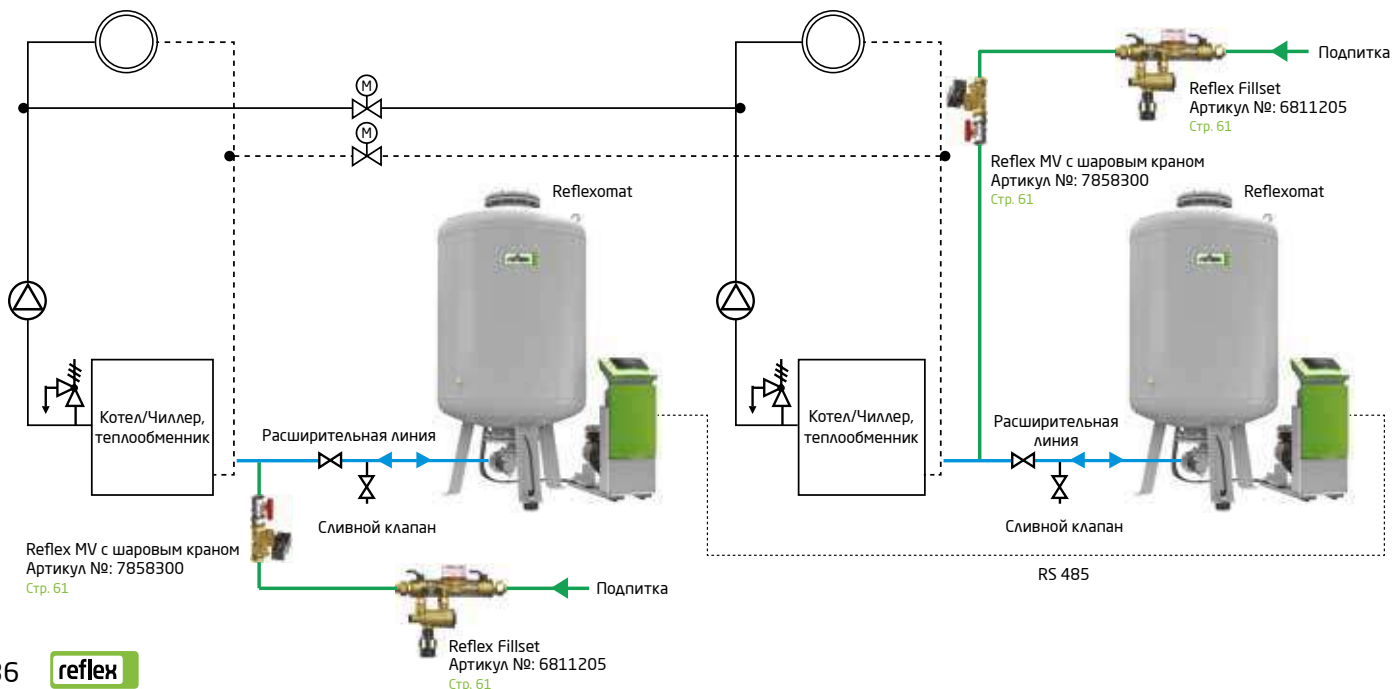 M
M
Подпитка
Reflex Fillset
Артикул №: 6811205
Стр. 61
Reflex MV с шаровым краном
Артикул №: 7858300
Стр. 61
Reflexomat
reflex
Reflexomat
reflex
Котел/Чиллер,
теплообменник
Расширительная линия
Сливной клапан
Котел/Чиллер,
теплообменник
Расширительная
линия
Сливной клапан
RS 485
Reflex MV с шаровым краном
Артикул №: 7858300
Стр. 61
Подпитка
Reflex Fillset
Артикул №: 6811205
Стр. 61
reflex